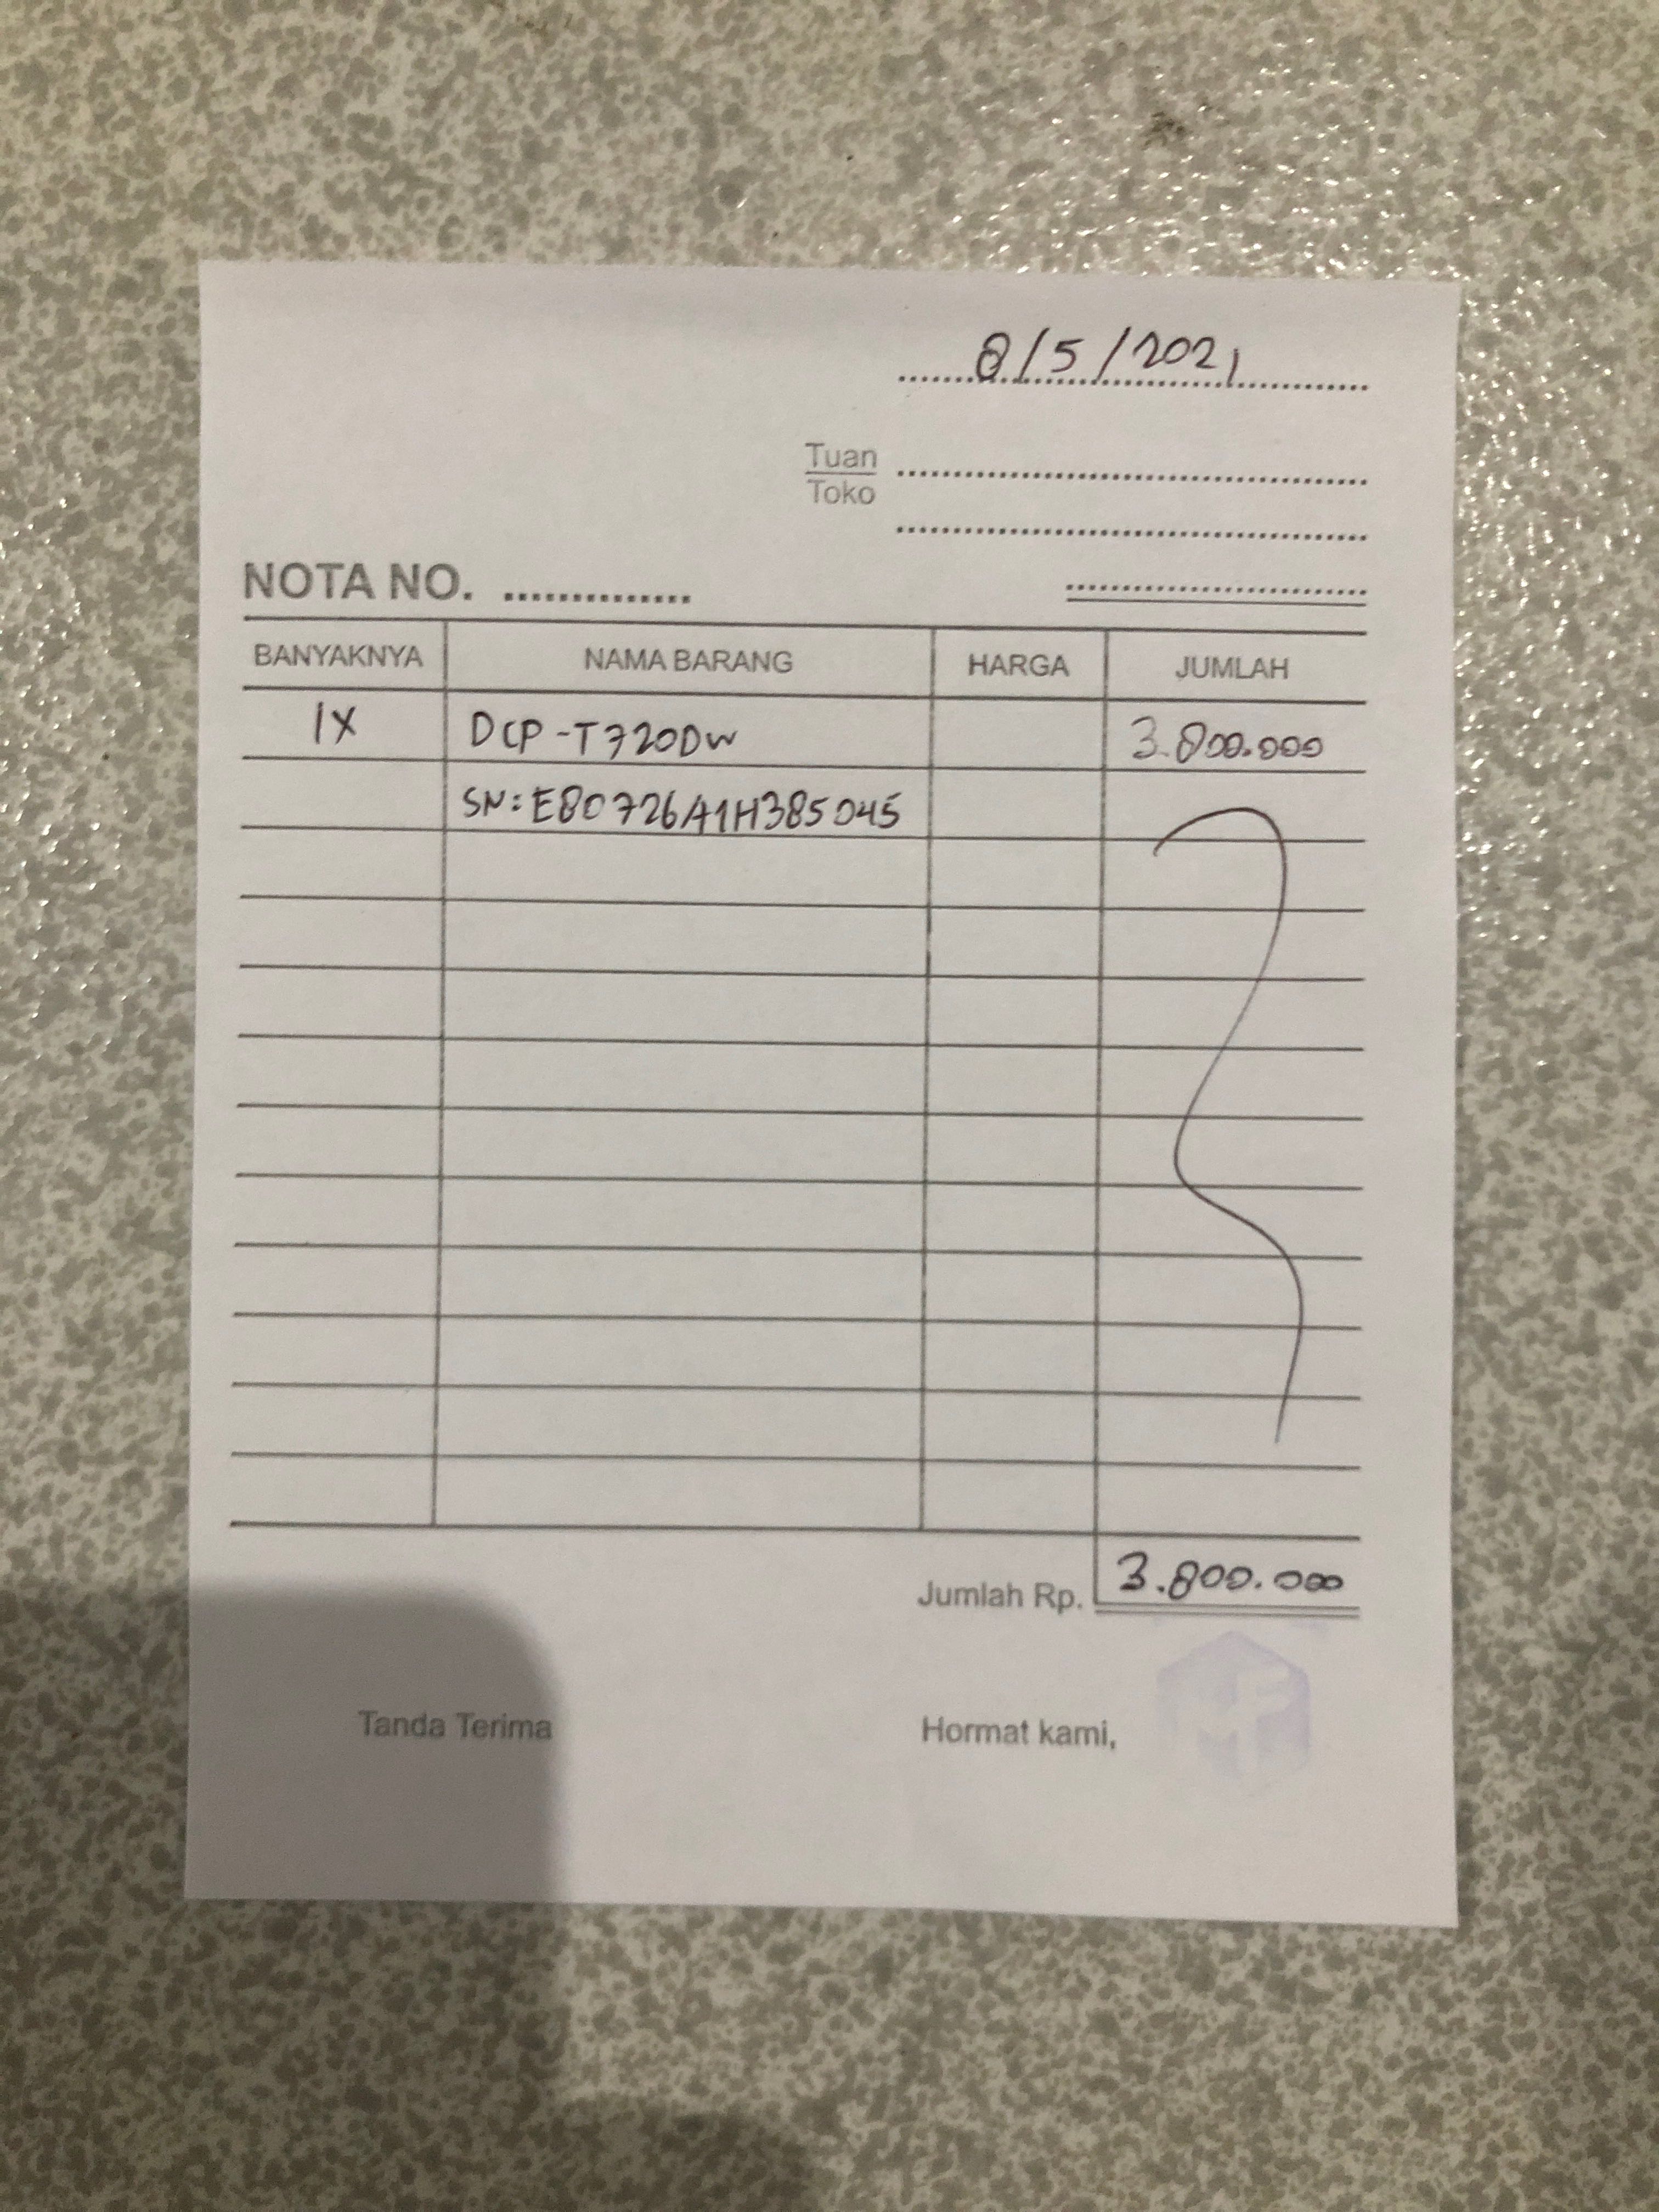 8/5/2021
Tuan
Toko
NOTA NO. ..............
BANYAKNYA NAMA BARANG HARGA JUMLAH
1X DCP-T720DW 3.800.000
SN: E80726A1H385045
Jumlah Rp. 3.800.000
Tanda Terima Hormat kami,